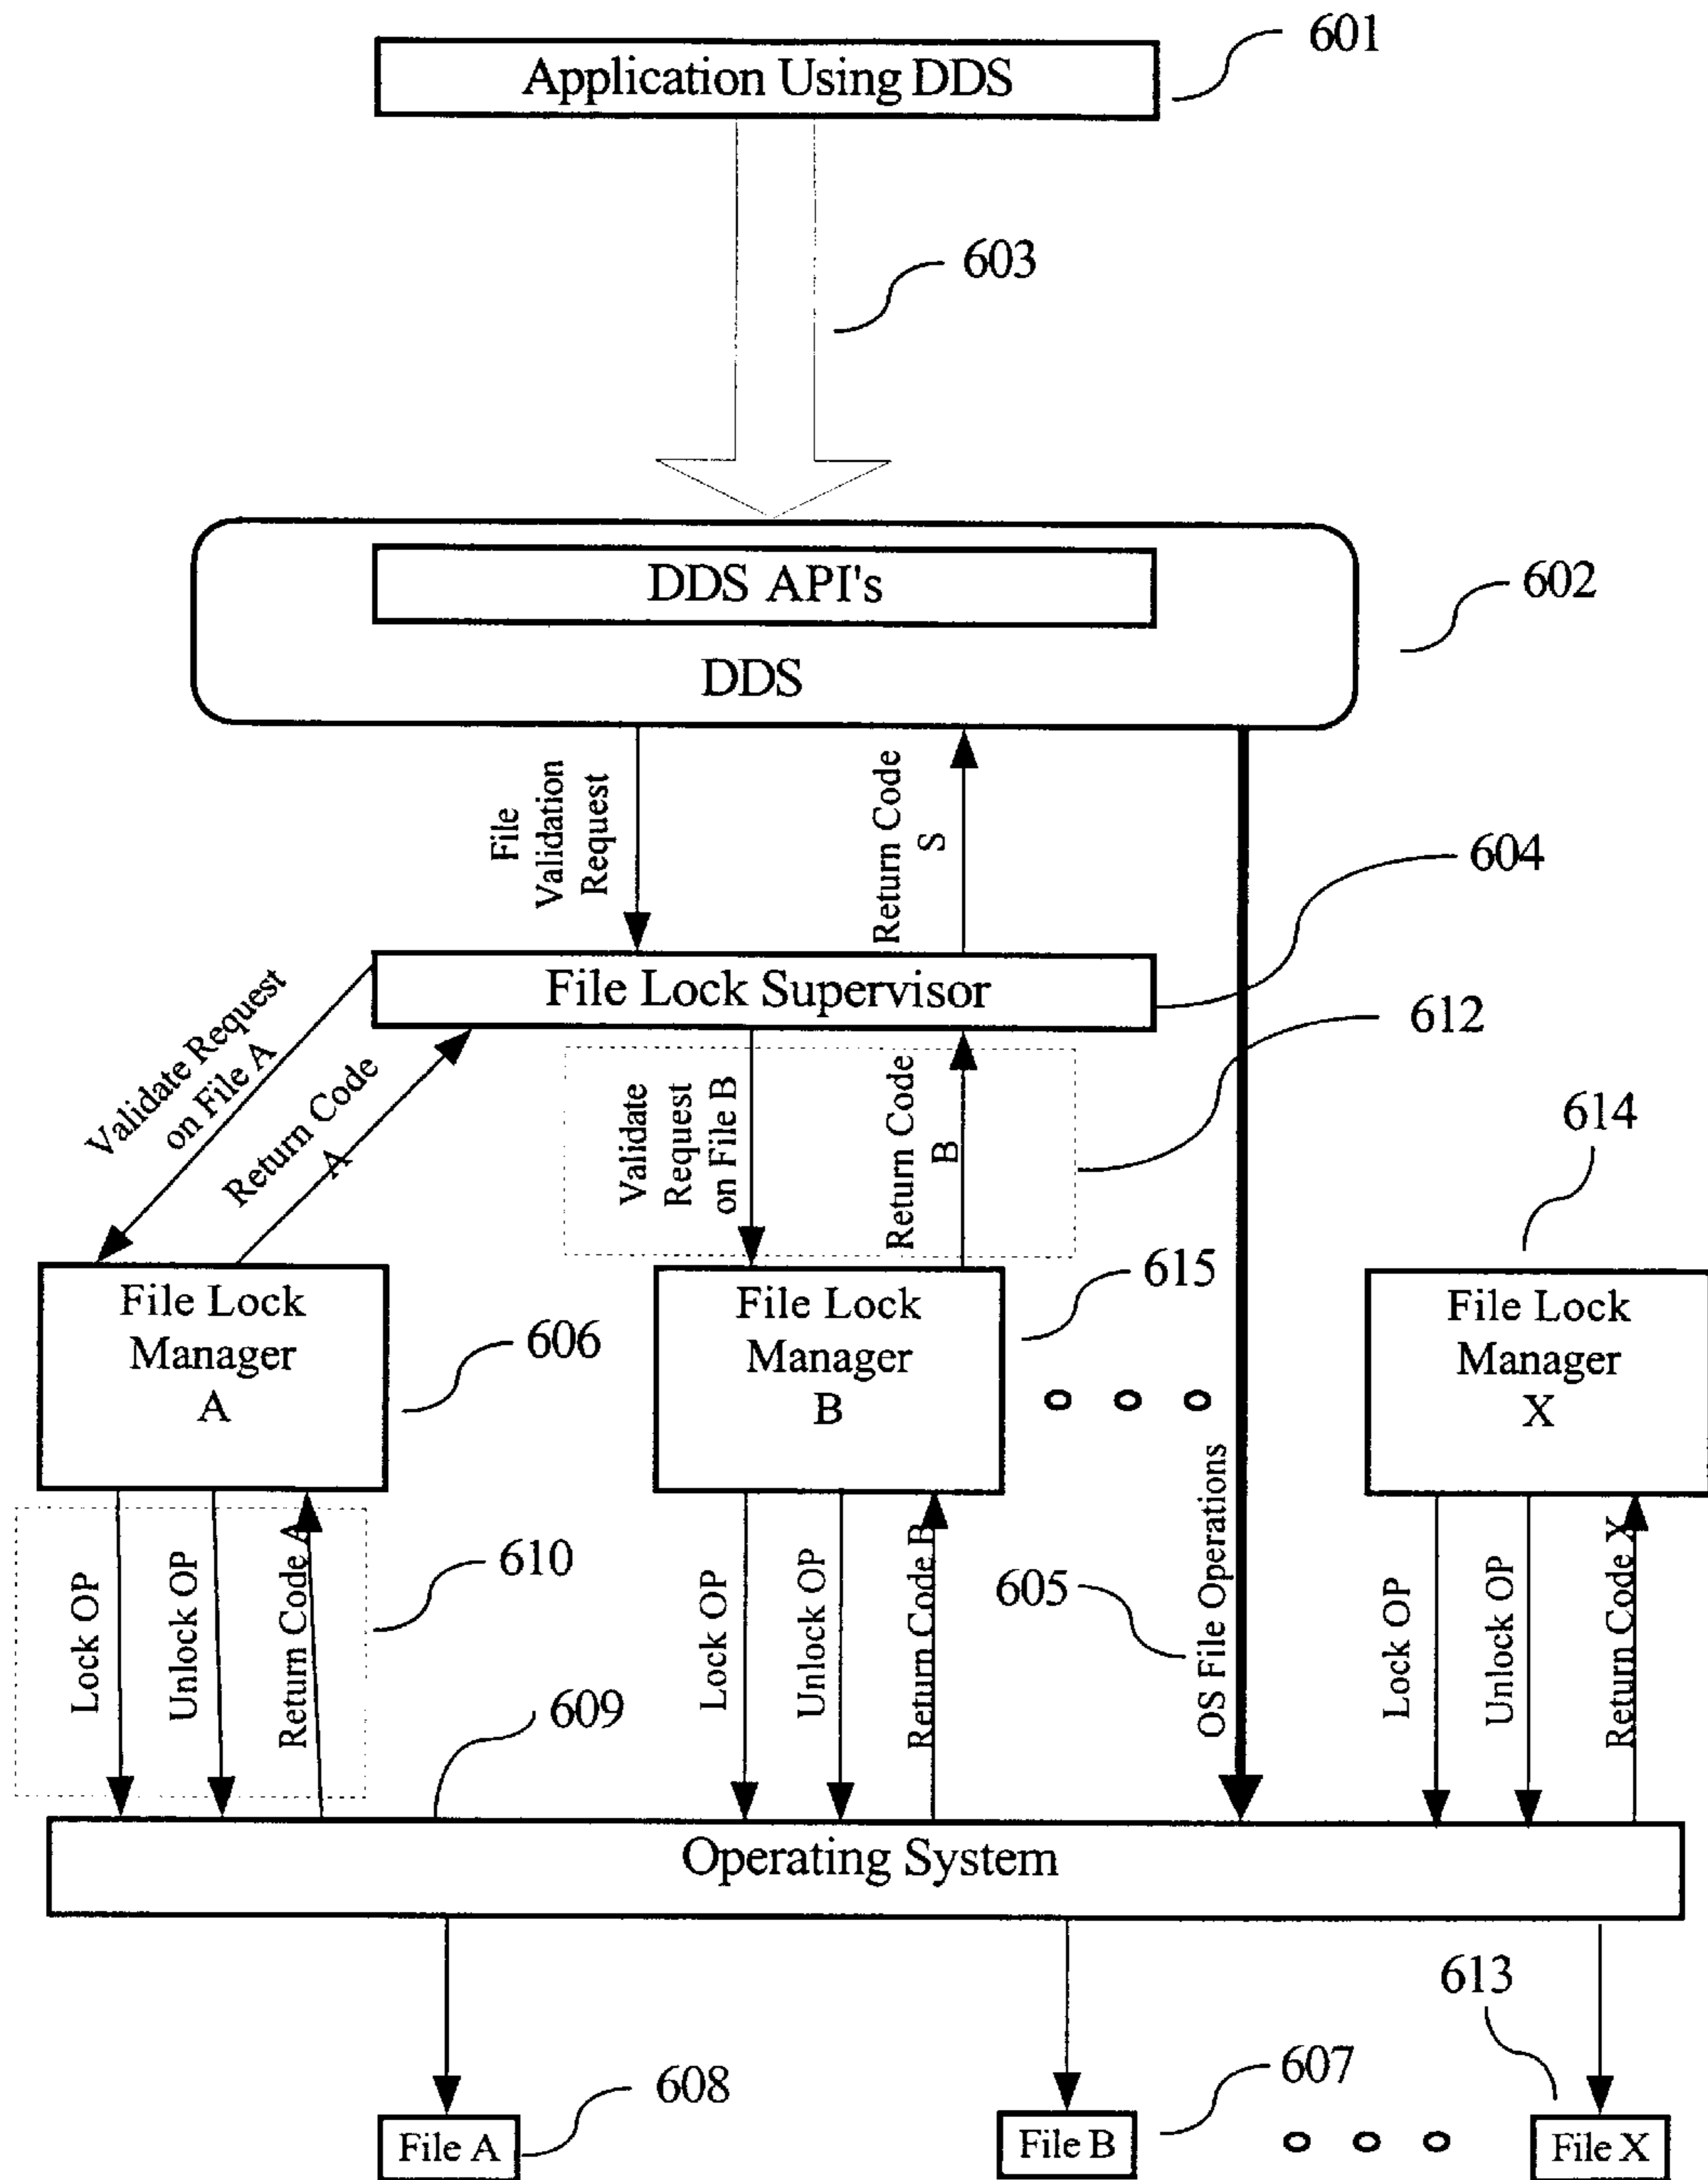 601
Application Using DDS
603
DDS API's
602
DDS
File
Validation
Request
Return Code
S
604
File Lock Supervisor
612
Validate Request
on File A
Return Code
A
Validate
Request
on File B
Return Code
B
614
615
File Lock
Manager
A
606
File Lock
Manager
B
File Lock
Manager
X
Lock OP
Unlock OP
Return Code A
610
Lock OP
Unlock OP
Return Code B
605
OS File Operations
Lock OP
Unlock OP
Return Code X
609
Operating System
613
608
607
File A
File B
File X